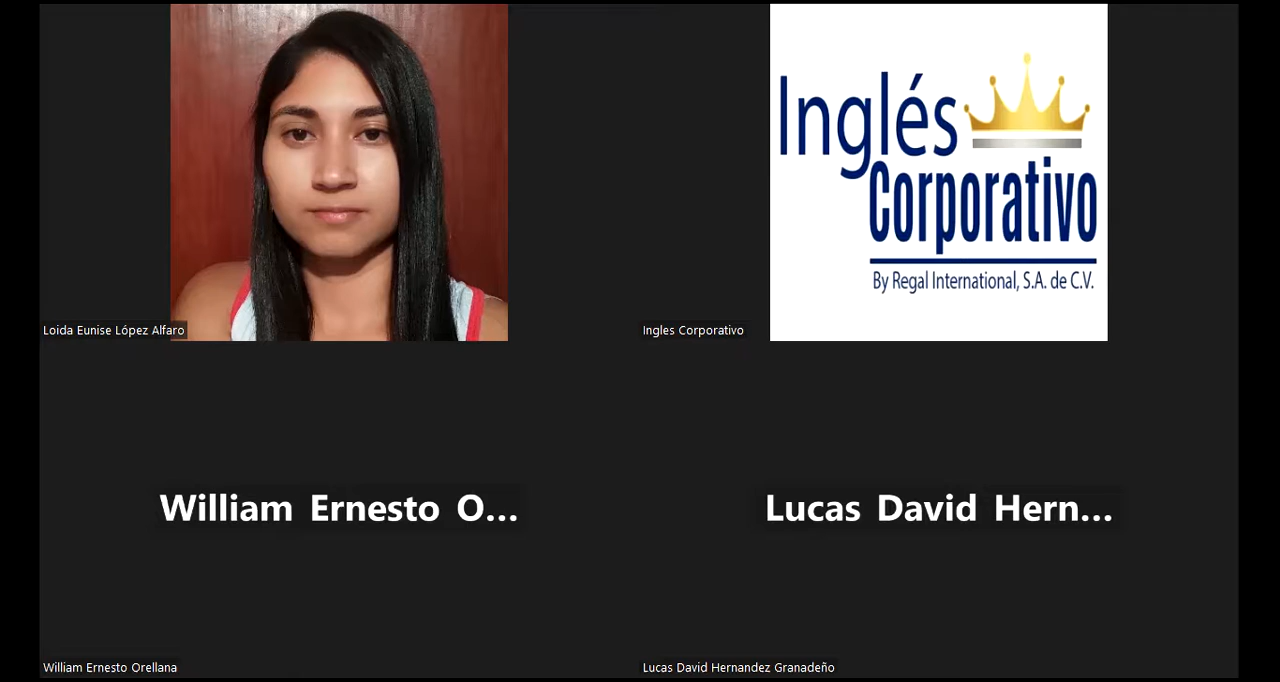 Inglés
Corporativo
By Regal International, S.A. de C.V.
Loida Eunise López Alfaro
Ingles Corporativo
William Ernesto O...
Lucas David Hern...
William Ernesto Orellana
Lucas David Hernandez Granadeño